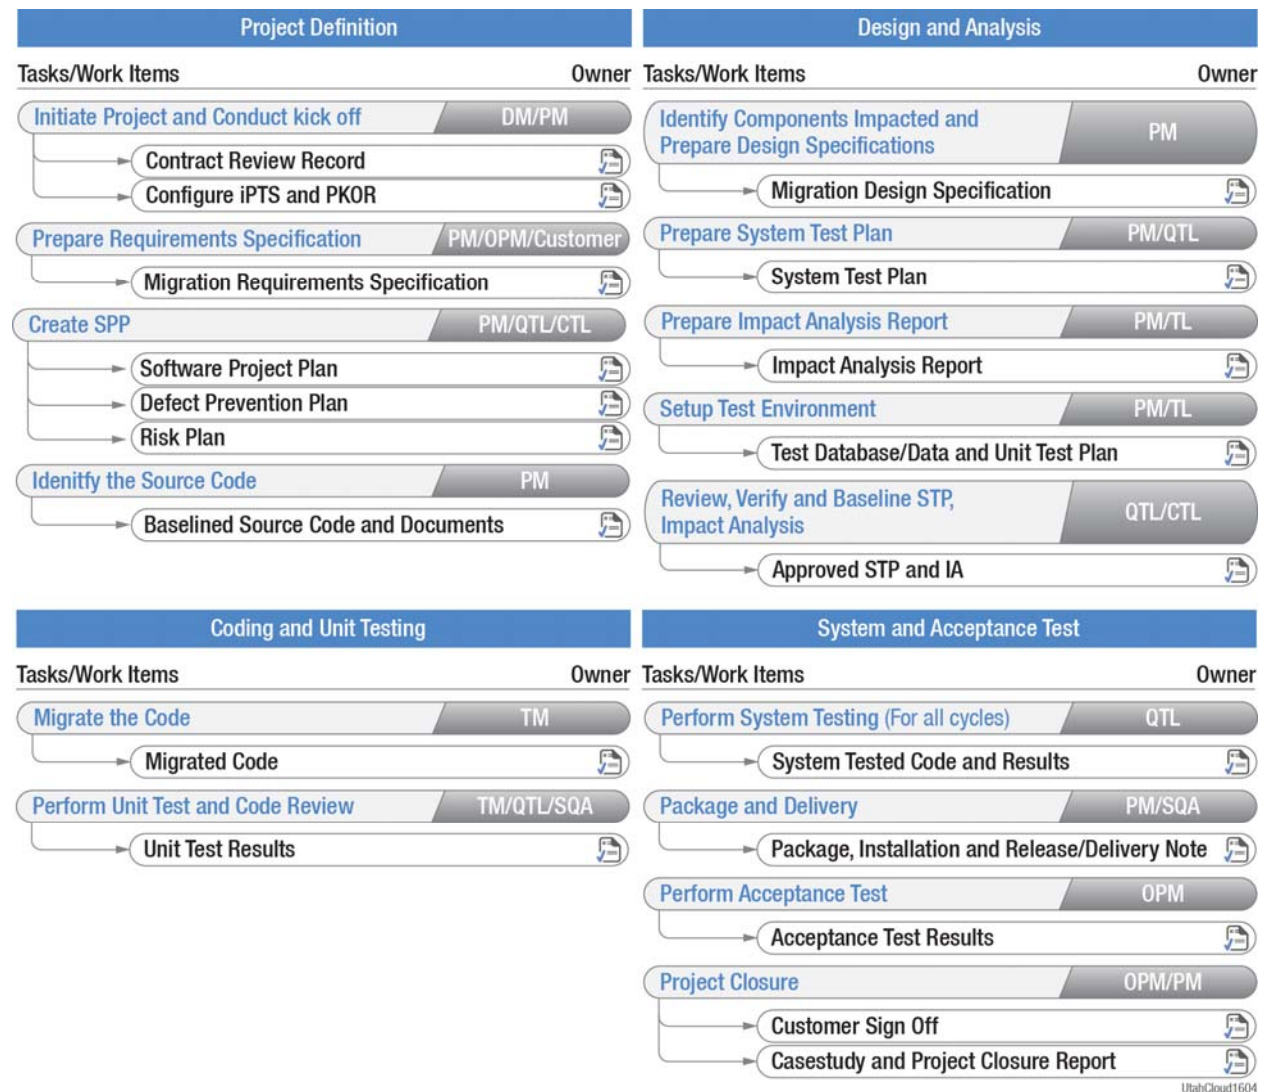 Project Definition
Tasks/Work Items Owner
Initiate Project and Conduct kick off DM/PM
Contract Review Record
Configure iPTS and PKOR
Prepare Requirements Specification PM/OPM/Customer
Migration Requirements Specification
Create SPP PM/QTL/CTL
Software Project Plan
Defect Prevention Plan
Risk Plan
Idenitfy the Source Code PM
Baselined Source Code and Documents
Design and Analysis
Tasks/Work Items Owner
Identify Components Impacted and
Prepare Design Specifications PM
Migration Design Specification
Prepare System Test Plan PM/QTL
System Test Plan
Prepare Impact Analysis Report PM/TL
Impact Analysis Report
Setup Test Environment PM/TL
Test Database/Data and Unit Test Plan
Review, Verify and Baseline STP,
Impact Analysis QTL/CTL
Approved STP and IA
Coding and Unit Testing
Tasks/Work Items Owner
Migrate the Code TM
Migrated Code
Perform Unit Test and Code Review TM/QTL/SQA
Unit Test Results
System and Acceptance Test
Tasks/Work Items Owner
Perform System Testing (For all cycles) QTL
System Tested Code and Results
Package and Delivery PM/SQA
Package, Installation and Release/Delivery Note
Perform Acceptance Test OPM
Acceptance Test Results
Project Closure OPM/PM
Customer Sign Off
Casestudy and Project Closure Report
UtahCloud1604